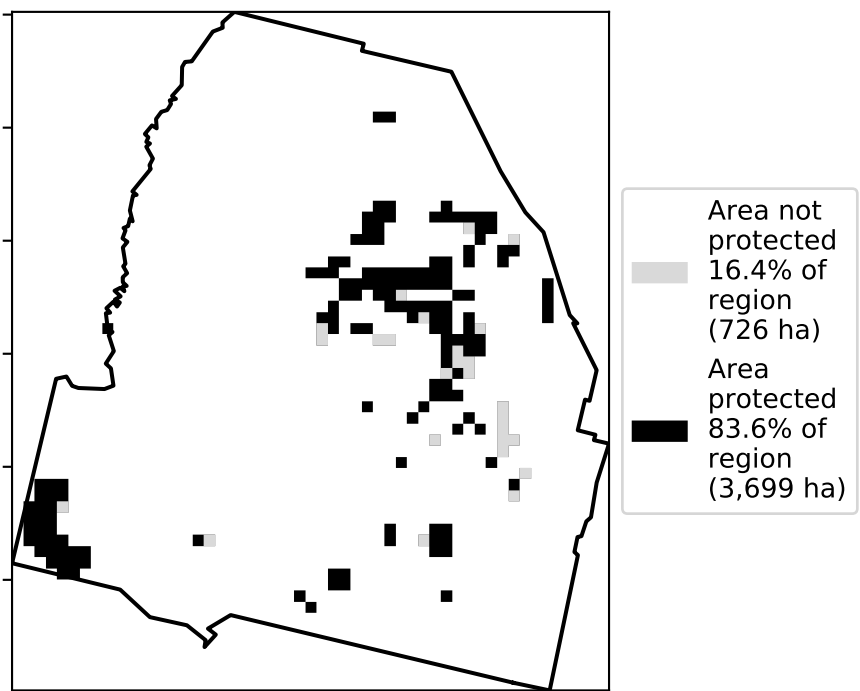 Area not
protected
16.4% of
region
(726 ha)
Area
protected
83.6% of
region
(3,699 ha)